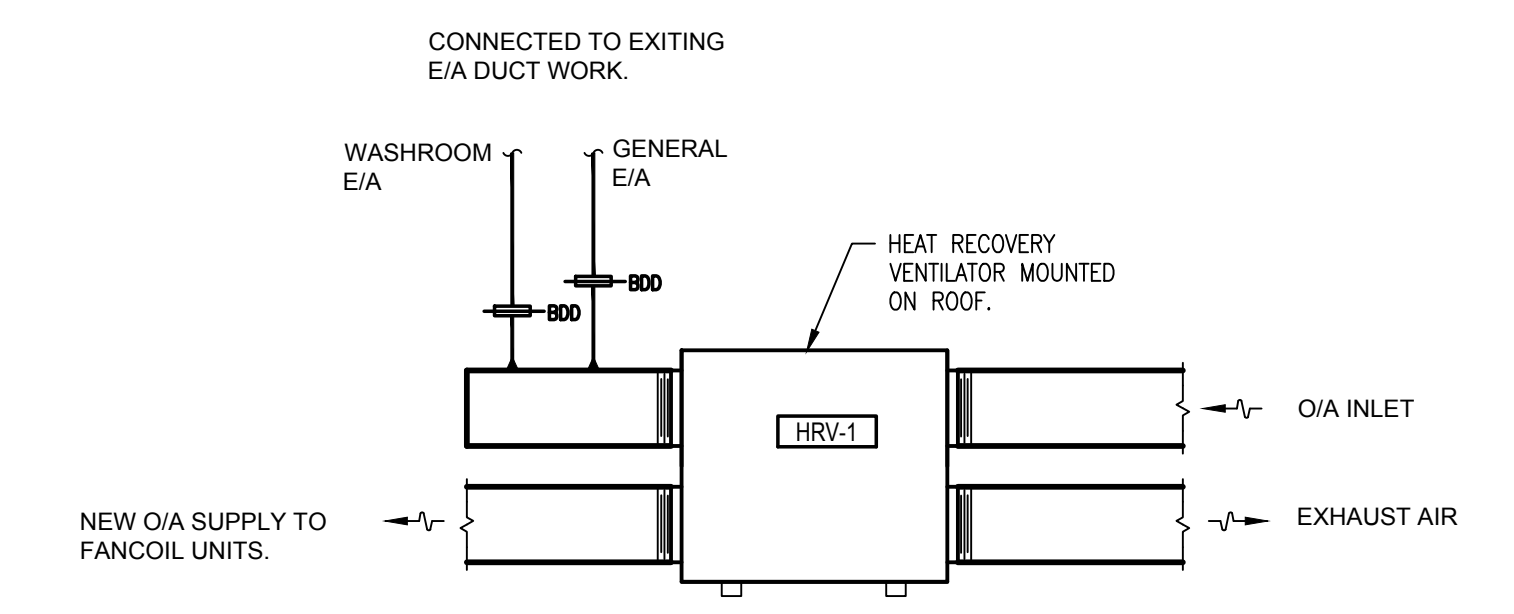 CONNECTED TO EXITING
E/A DUCT WORK.
WASHROOM
E/A
GENERAL
E/A
HEAT RECOVERY
VENTILATOR MOUNTED
ON ROOF.
BDD
BDD
HRV-1
O/A INLET
NEW O/A SUPPLY TO
FANCOIL UNITS.
EXHAUST AIR